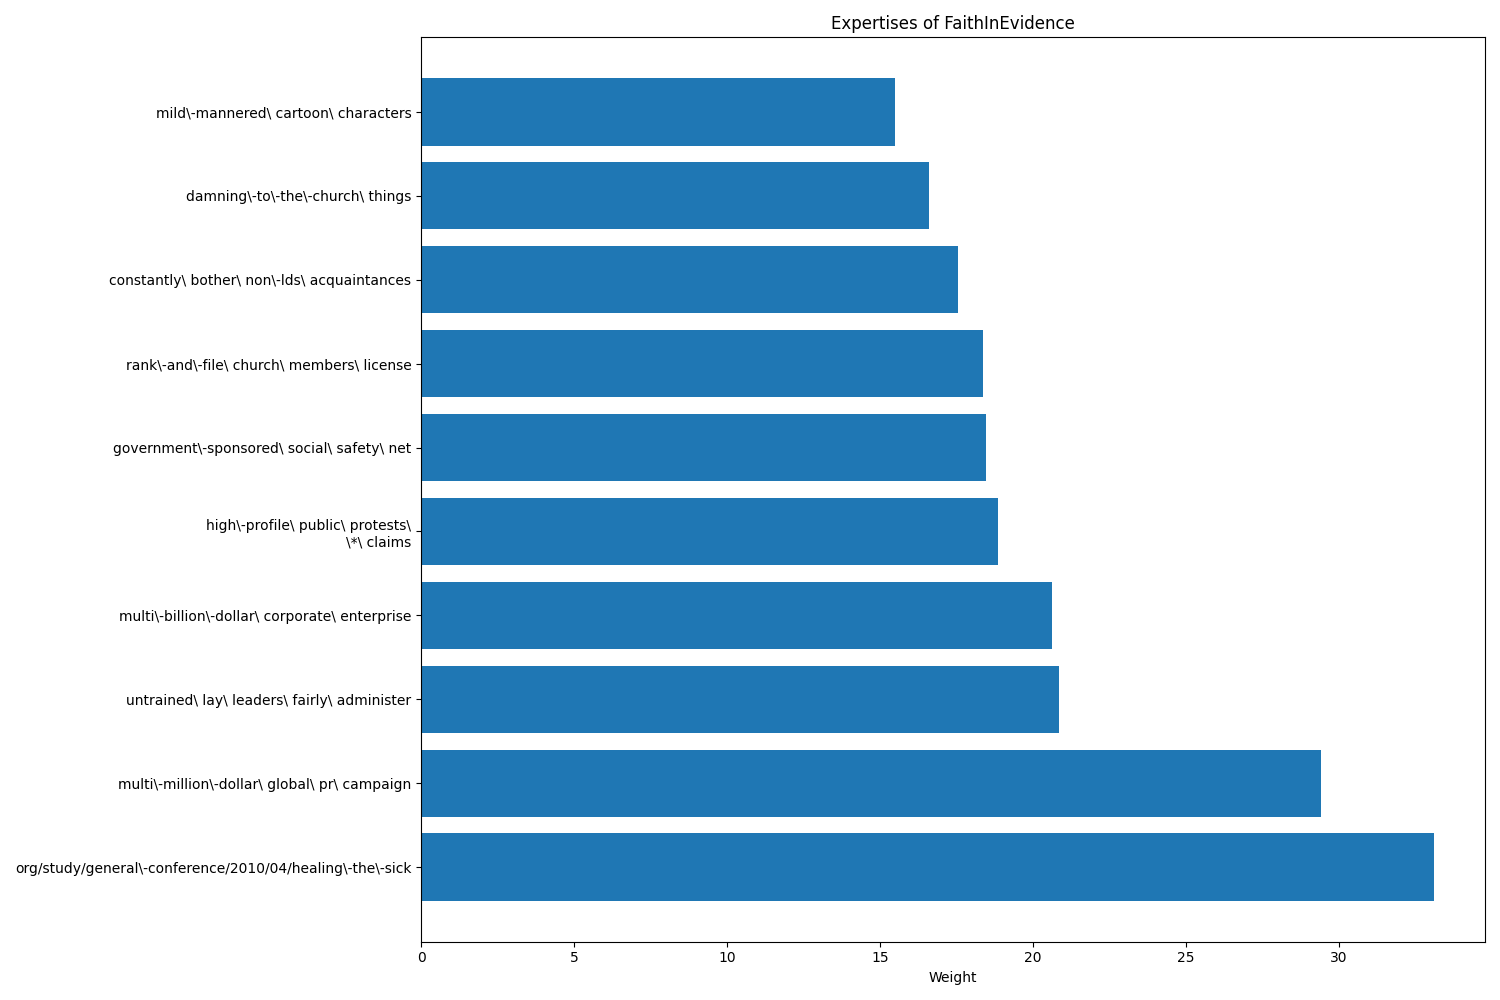 Expertises of FaithInEvidence
mild\-mannered\ cartoon\ characters
damning\-to\-the\-church\ things
constantly\ bother\ non\-lds\ acquaintances
rank\-and\-file\ church\ members\ license
government\-sponsored\ social\ safety\ net
high\-profile\ public\ protests\
\*\ claims
multi\-billion\-dollar\ corporate\ enterprise
untrained\ lay\ leaders\ fairly\ administer
multi\-million\-dollar\ global\ pr\ campaign
org/study/general\-conference/2010/04/healing\-the\-sick
0 5 10 15 20 25 30
Weight